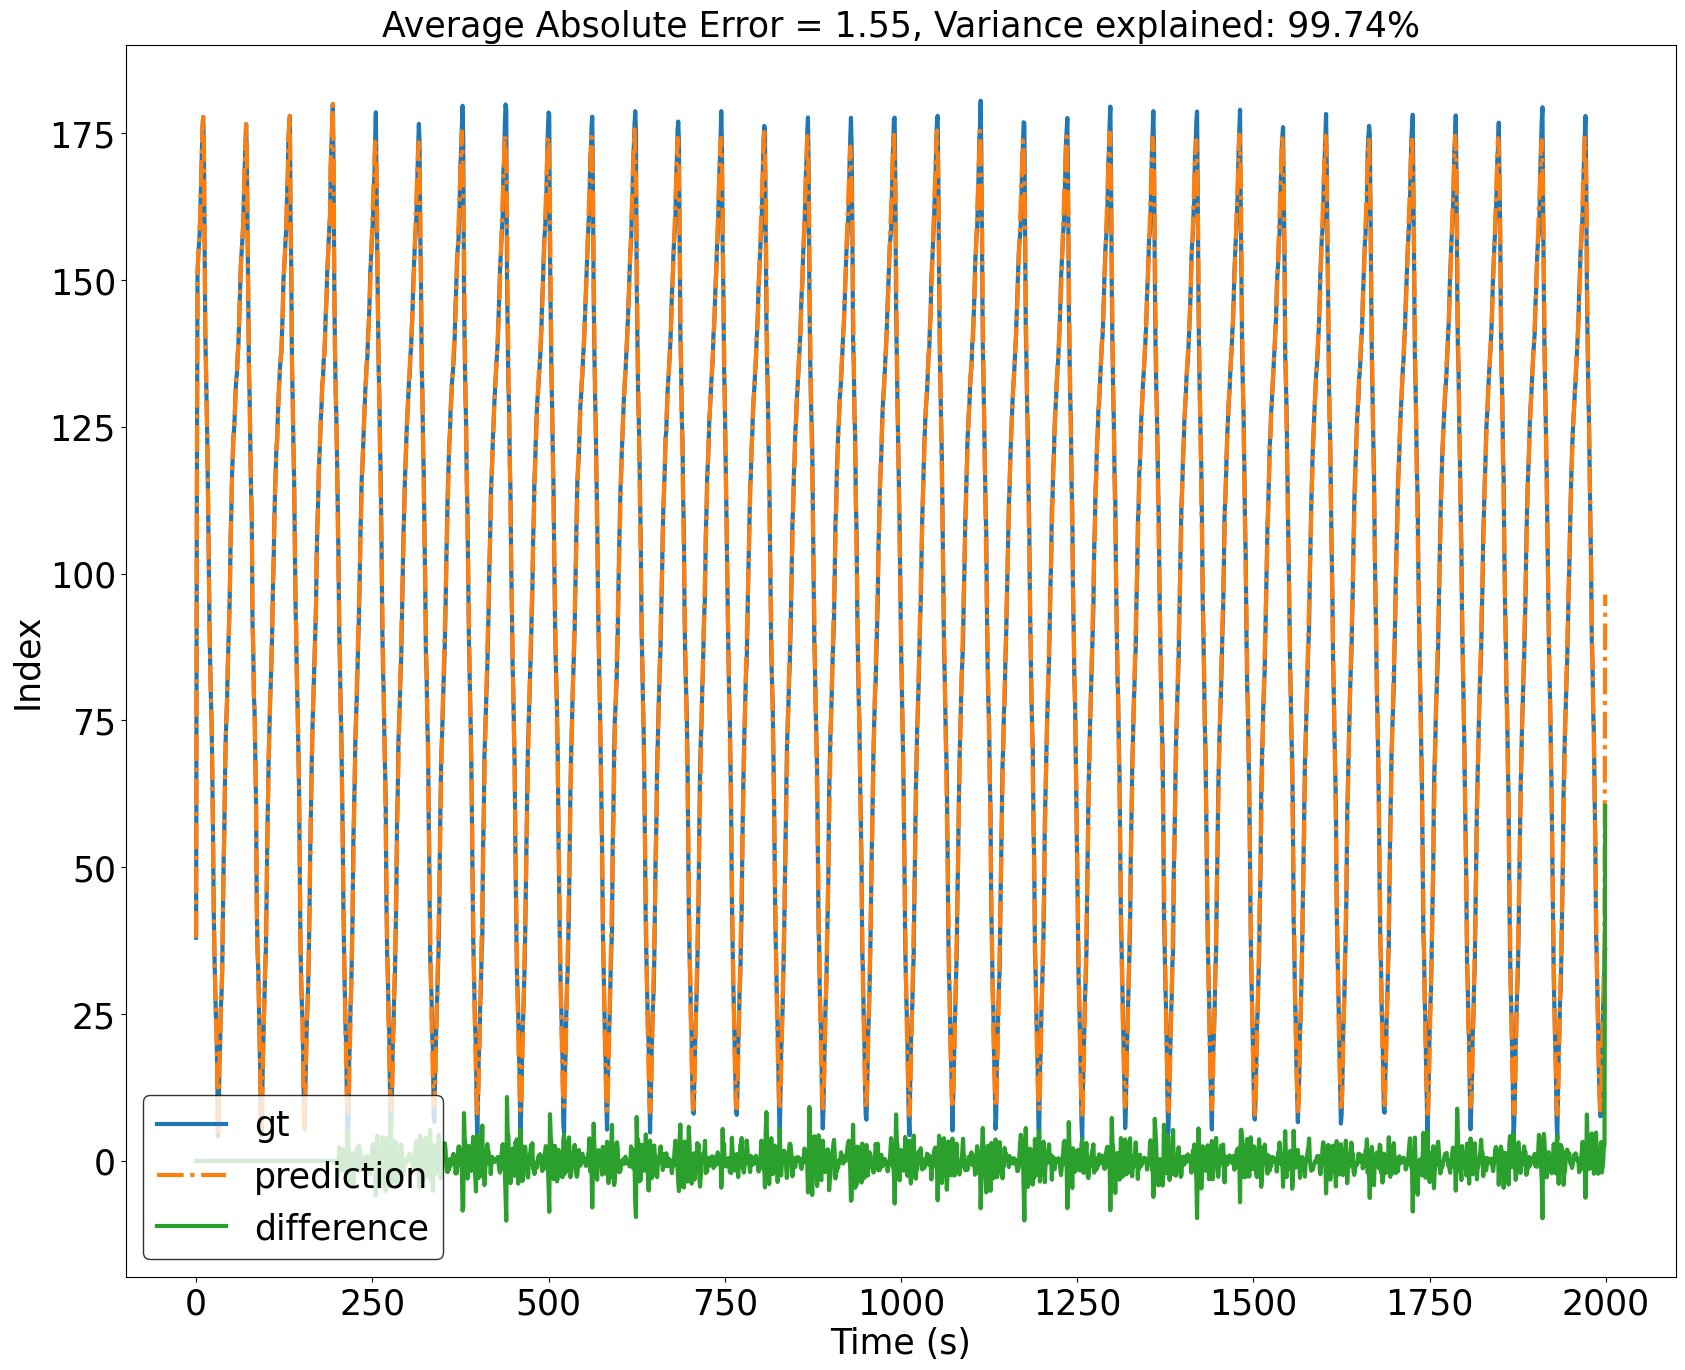 Average Absolute Error = 1.55, Variance explained: 99.74%
175
150
125
100
75
50
25
0
Index
gt
prediction
difference
0 250 500 750 1000 1250 1500 1750 2000
Time (s)